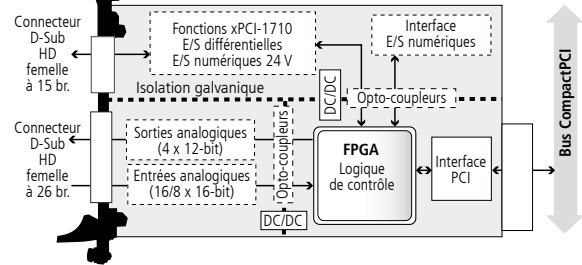 Connecteur
D-Sub
HD
femelle
à 15 br.
Fonctions xPCI-1710
E/S différentielles
E/S numériques 24 V
Interface
E/S numériques
Isolation galvanique
DC/DC
Opto-coupleurs
Connecteur
D-Sub
HD
femelle
à 26 br.
Sorties analogiques
(4 x 12-bit)
Entrées analogiques
(16/8 x 16-bit)
Opto-coupleurs
DC/DC
FPGA
Logique
de contrôle
Interface
PCI
Bus CompactPCI